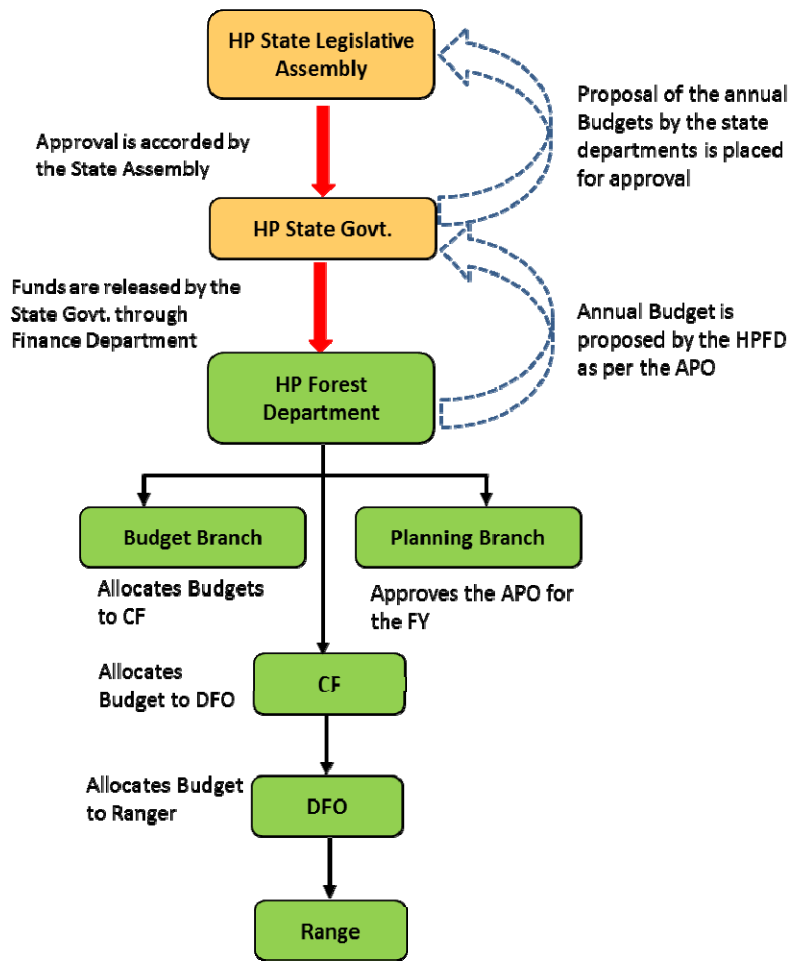 HP State Legislative
Assembly
Proposal of the annual
Budgets by the state
departments is placed
for approval
Approval is accorded by
the State Assembly
HP State Govt.
Funds are released by the
State Govt. through
Finance Department
Annual Budget is
proposed by the HPFD
as per the APO
HP Forest
Department
Budget Branch
Planning Branch
Allocates Budgets
to CF
Approves the APO for
the FY
Allocates
Budget to DFO
CF
Allocates Budget
to Ranger
DFO
Range